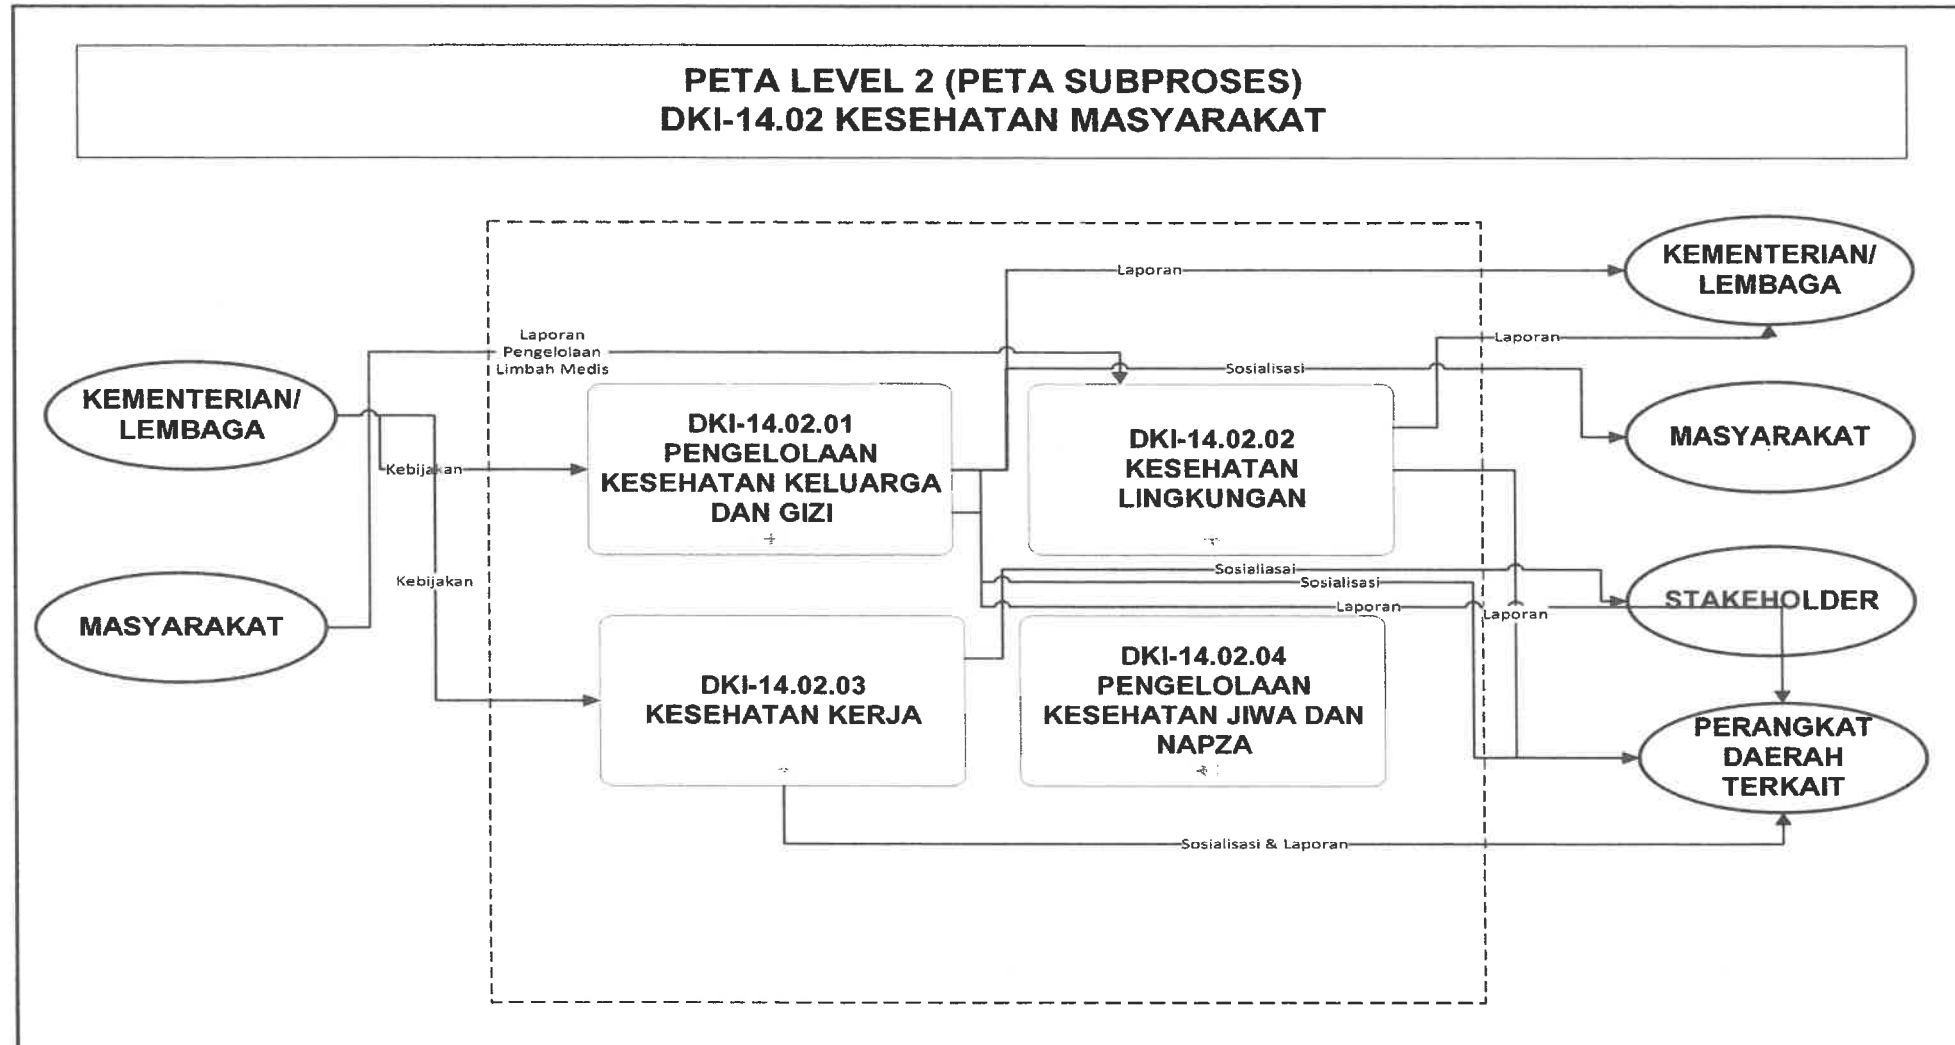 PETA LEVEL 2 (PETA SUBPROSES)
DKI-14.02 KESEHATAN MASYARAKAT
KEMENTERIAN/
LEMBAGA
MASYARAKAT
Laporan
Pengelolaan
Limbah Medis
Kebijakan
Kebijakan
DKI-14.02.01
PENGELOLAAN
KESEHATAN KELUARGA
DAN GIZI
DKI-14.02.02
KESEHATAN
LINGKUNGAN
DKI-14.02.03
KESEHATAN KERJA
DKI-14.02.04
PENGELOLAAN
KESEHATAN JIWA DAN
NAPZA
Laporan
Laporan
Sosialisasi
Sosialiasai
Sosialisasi
Laporan
Laporan
Sosialisasi & Laporan
KEMENTERIAN/
LEMBAGA
MASYARAKAT
STAKEHOLDER
PERANGKAT
DAERAH
TERKAIT